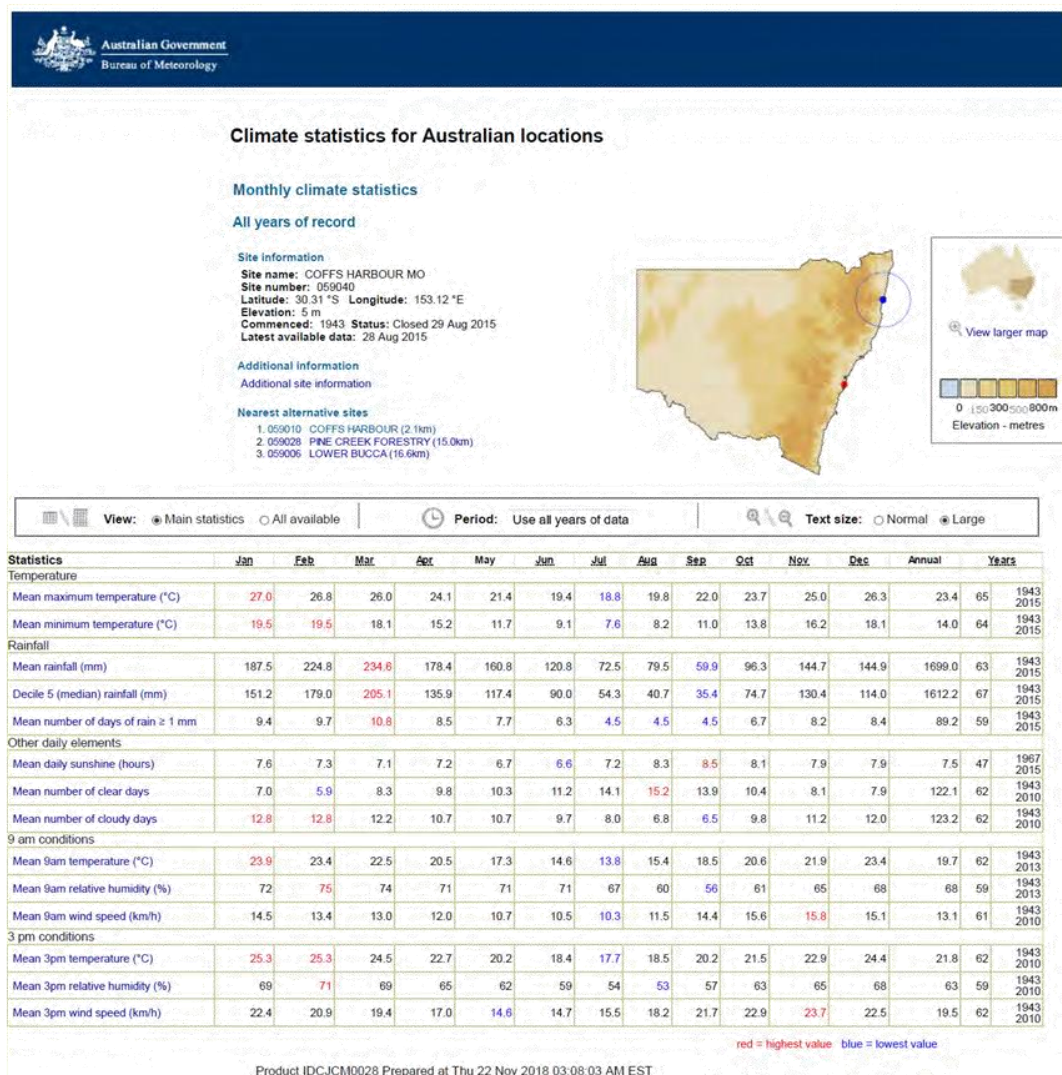 Australian Government
Bureau of Meteorology
Climate statistics for Australian locations
Monthly climate statistics
All years of record
Site information
Site name: COFFS HARBOUR MO
Site number: 059040
Latitude: 30.31 °S Longitude: 153.12 °E
Elevation: 5 m
Commenced: 1943 Status: Closed 29 Aug 2015
Latest available data: 28 Aug 2015
Additional information
Additional site information
Nearest alternative sites
1. 059010 COFFS HARBOUR (2.1km)
2. 059028 PINE CREEK FORESTRY (15.0km)
3. 059006 LOWER BUCCA (16.6km)
View larger map
0 150 300 500 800m
Elevation - metres
View: Main statistics All available Period: Use all years of data Text size: Normal Large
Statistics Jan Feb Mar Apr May Jun Jul Aug Sep Oct Nov Dec Annual Years
Temperature
Mean maximum temperature (°C) 27.0 26.8 26.0 24.1 21.4 19.4 18.8 19.8 22.0 23.7 25.0 26.3 23.4 65 1943 2015
Mean minimum temperature (°C) 19.5 19.5 18.1 15.2 11.7 9.1 7.6 8.2 11.0 13.8 16.2 18.1 14.0 64 1943 2015
Rainfall
Mean rainfall (mm) 187.5 224.8 234.6 178.4 160.8 120.8 72.5 79.5 59.9 96.3 144.7 144.9 1699.0 63 1943 2015
Decile 5 (median) rainfall (mm) 151.2 179.0 205.1 135.9 117.4 90.0 54.3 40.7 35.4 74.7 130.4 114.0 1612.2 67 1943 2015
Mean number of days of rain ≥ 1 mm 9.4 9.7 10.8 8.5 7.7 6.3 4.5 4.5 4.5 6.7 8.2 8.4 89.2 59 1943 2015
Other daily elements
Mean daily sunshine (hours) 7.6 7.3 7.1 7.2 6.7 6.6 7.2 8.3 8.5 8.1 7.9 7.9 7.5 47 1967 2015
Mean number of clear days 7.0 5.9 8.3 9.8 10.3 11.2 14.1 15.2 13.9 10.4 8.1 7.9 122.1 62 1943 2010
Mean number of cloudy days 12.8 12.8 12.2 10.7 10.7 9.7 8.0 6.8 6.5 9.8 11.2 12.0 123.2 62 1943 2010
9 am conditions
Mean 9am temperature (°C) 23.9 23.4 22.5 20.5 17.3 14.6 13.8 15.4 18.5 20.6 21.9 23.4 19.7 62 1943 2013
Mean 9am relative humidity (%) 72 75 74 71 71 71 67 60 56 61 65 68 68 59 1943 2013
Mean 9am wind speed (km/h) 14.5 13.4 13.0 12.0 10.7 10.5 10.3 11.5 14.4 15.6 15.8 15.1 13.1 61 1943 2010
3 pm conditions
Mean 3pm temperature (°C) 25.3 25.3 24.5 22.7 20.2 18.4 17.7 18.5 20.2 21.5 22.9 24.4 21.8 62 1943 2010
Mean 3pm relative humidity (%) 69 71 69 65 62 59 54 53 57 63 65 68 63 59 1943 2010
Mean 3pm wind speed (km/h) 22.4 20.9 19.4 17.0 14.6 14.7 15.5 18.2 21.7 22.9 23.7 22.5 19.5 62 1943 2010
red = highest value blue = lowest value
Product IDCJCM0028 Prepared at Thu 22 Nov 2018 03:08:03 AM EST